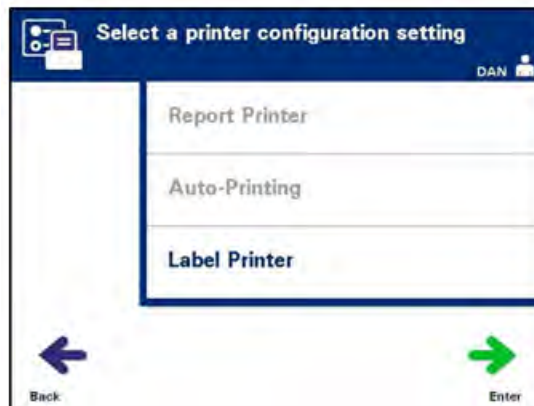 Select a printer configuration setting
DAN
Report Printer
Auto-Printing
Label Printer
Back
Enter